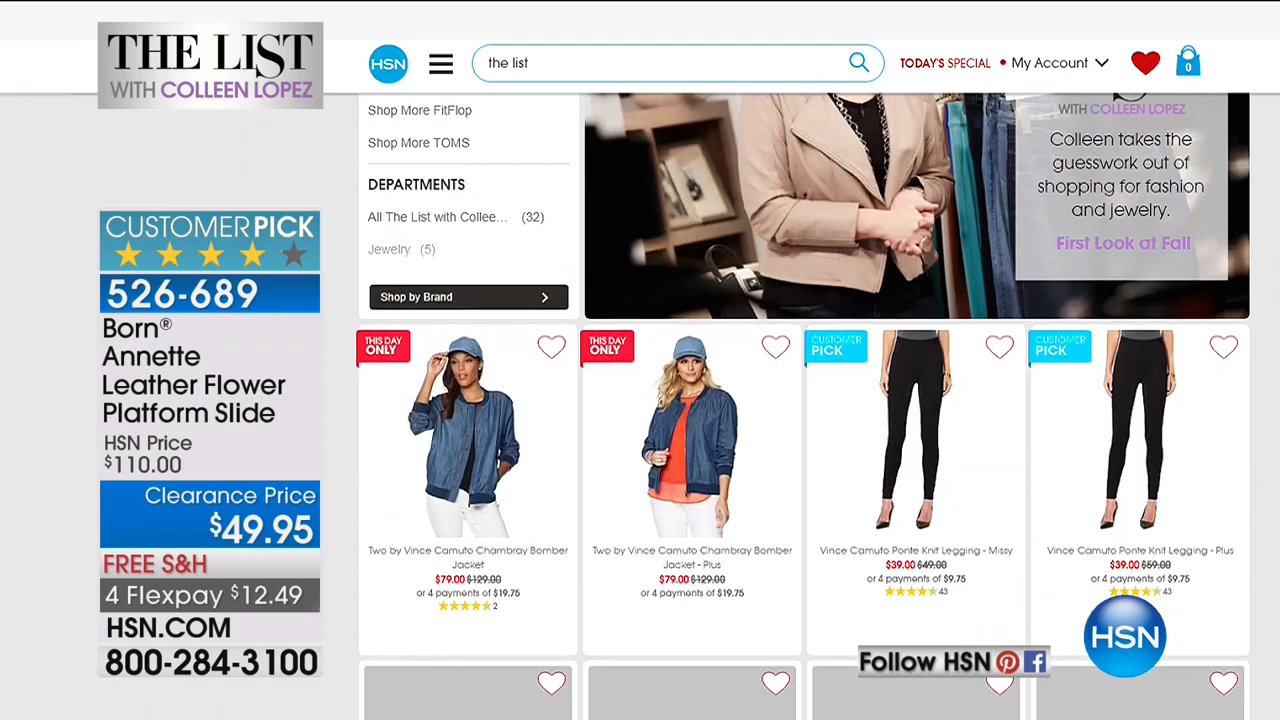 THE LIST
WITH COLLEEN LOPEZ
CUSTOMER PICK
526-689
Born®
Annette
Leather Flower
Platform Slide
HSN Price
$110.00
Clearance Price
$49.95
FREE S&H
4 Flexpay $12.49
HSN.COM
800-284-3100
HSN
the list
TODAY'S SPECIAL
My Account
0
Shop More FitFlop
Shop More TOMS
DEPARTMENTS
All The List with Collee... (32)
Jewelry (5)
Shop by Brand
WITH COLLEEN LOPEZ
Colleen takes the
guesswork out of
shopping for fashion
and jewelry.
First Look at Fall
THIS DAY
ONLY
Two by Vince Camuto Chambray Bomber
Jacket
$79.00 $129.00
or 4 payments of $19.75
2
THIS DAY
ONLY
Two by Vince Camuto Chambray Bomber
Jacket - Plus
$79.00 $129.00
or 4 payments of $19.75
CUSTOMER
PICK
Vince Camuto Ponte Knit Legging - Missy
$39.00 $49.00
or 4 payments of $9.75
43
CUSTOMER
PICK
Vince Camuto Ponte Knit Legging - Plus
$39.00 $59.00
or 4 payments of $9.75
43
HSN
Follow HSN